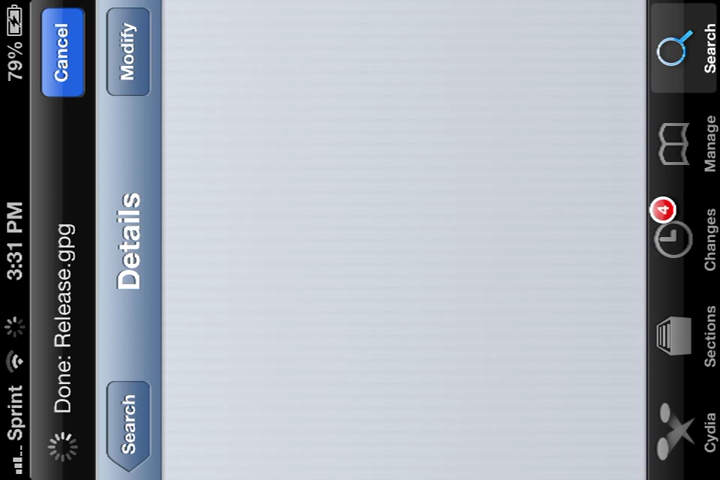 Sprint 3:31 PM 79%
Done: Release.gpg Cancel
Search Details Modify
4
Cydia Sections Changes Manage Search